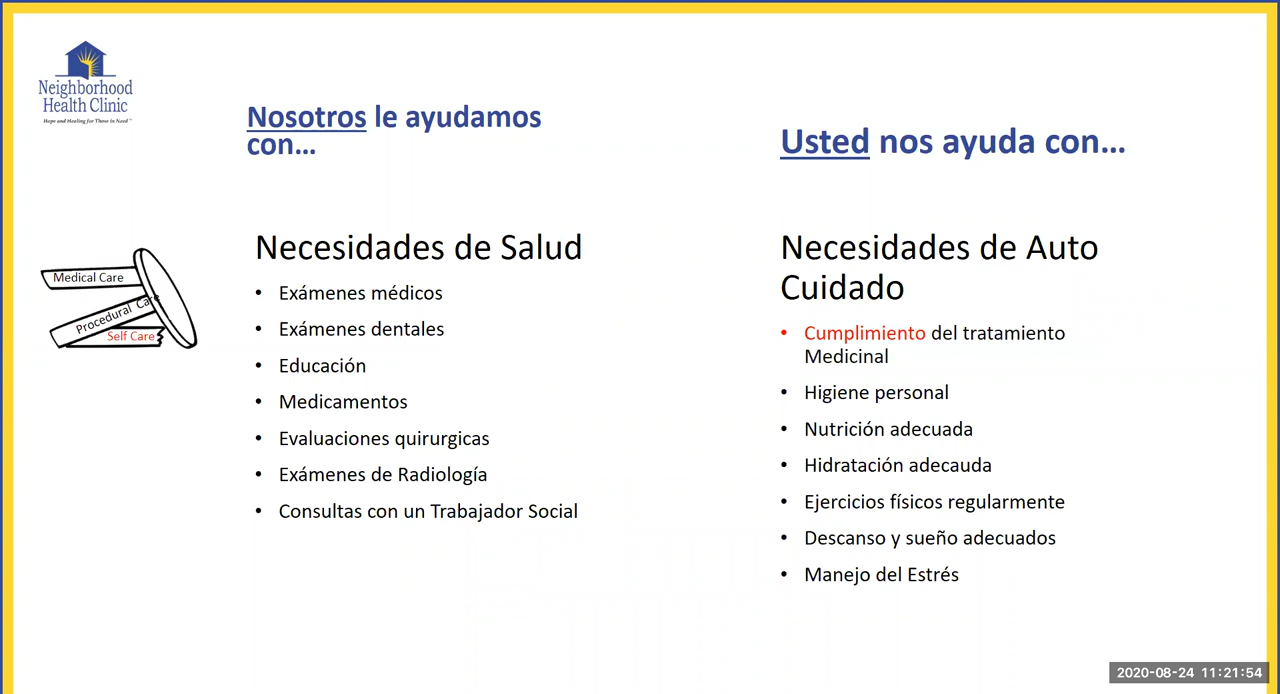 Neighborhood
Health Clinic
Hope and Healing for Those in Need™
Nosotros le ayudamos
con...
Necesidades de Salud
• Exámenes médicos
• Exámenes dentales
• Educación
• Medicamentos
• Evaluaciones quirurgicas
• Exámenes de Radiología
• Consultas con un Trabajador Social
Medical Care
Procedural Care
Self Care
Usted nos ayuda con...
Necesidades de Auto
Cuidado
• Cumplimiento del tratamiento
Medicinal
• Higiene personal
• Nutrición adecuada
• Hidratación adecauda
• Ejercicios físicos regularmente
• Descanso y sueño adecuados
• Manejo del Estrés
2020-08-24 11:21:54